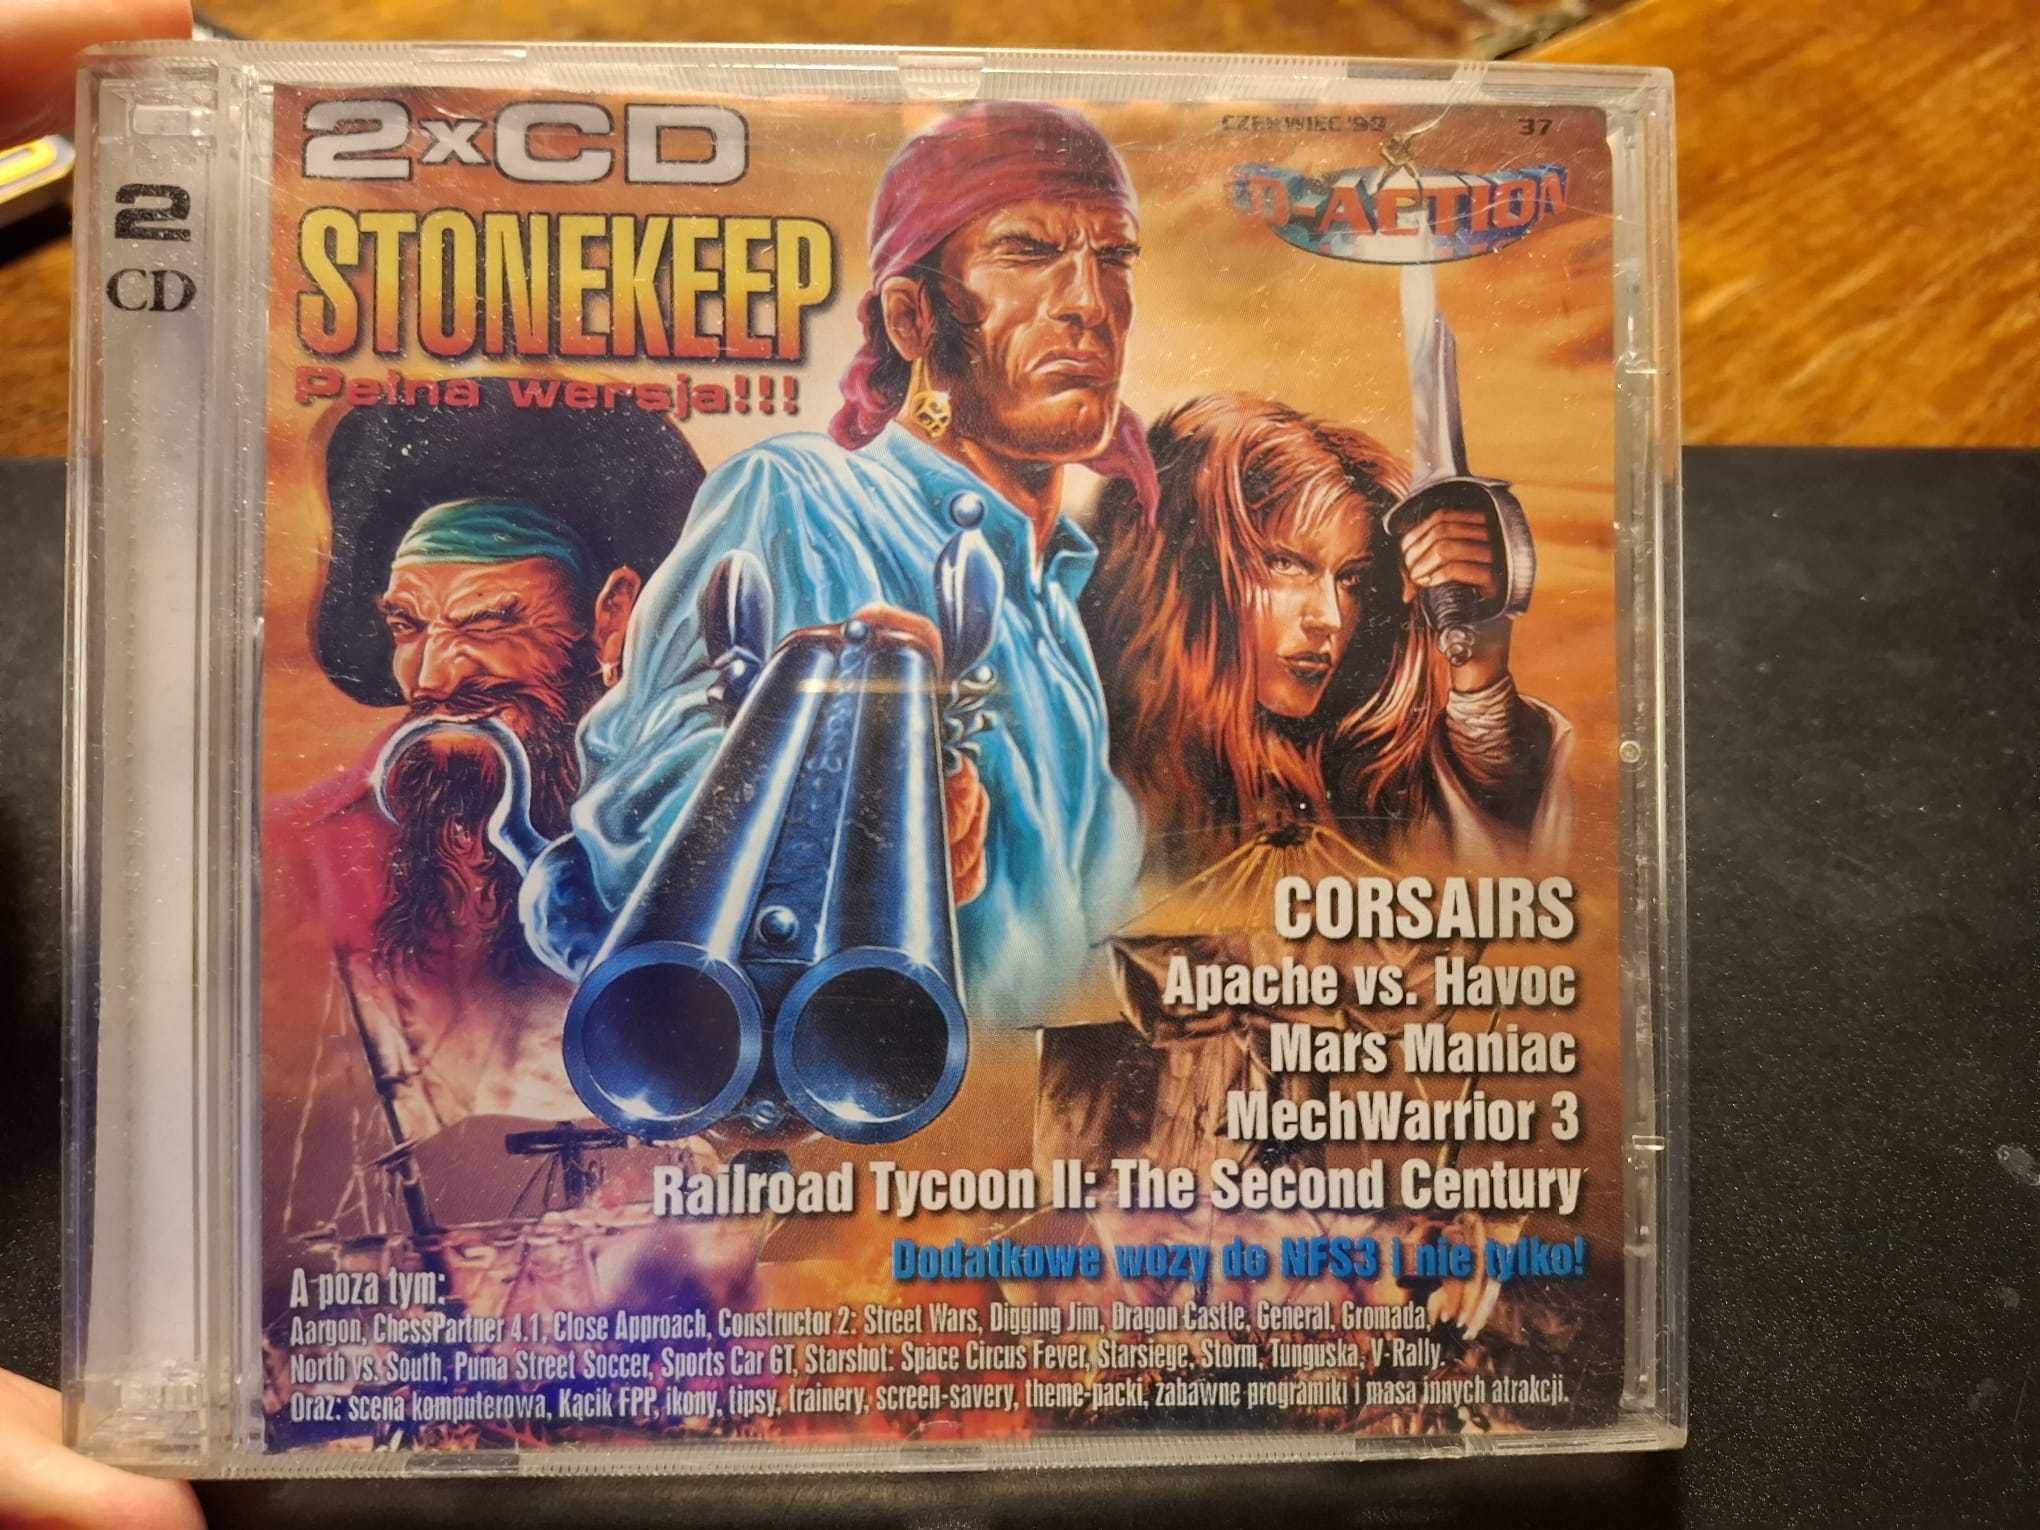 2
CD
2xCD
CZERWIEC '99 37
CD-ACTION
STONEKEEP
Pełna wersja!!!
CORSAIRS
Apache vs. Havoc
Mars Maniac
MechWarrior 3
Railroad Tycoon II: The Second Century
Dodatkowe wozy do NFS3 i nie tylko!
A poza tym:
Aargon, ChessPartner 4.1, Close Approach, Constructor 2: Street Wars, Digging Jim, Dragon Castle, General, Gromada,
North vs. South, Puma Street Soccer, Sports Car GT, Starshot: Space Circus Fever, Starsiege, Storm, Tunguska, V-Rally.
Oraz: scena komputerowa, Kącik FPP, ikony, tipsy, trainery, screen-savery, theme-packi, zabawne programiki i masa innych atrakcji.